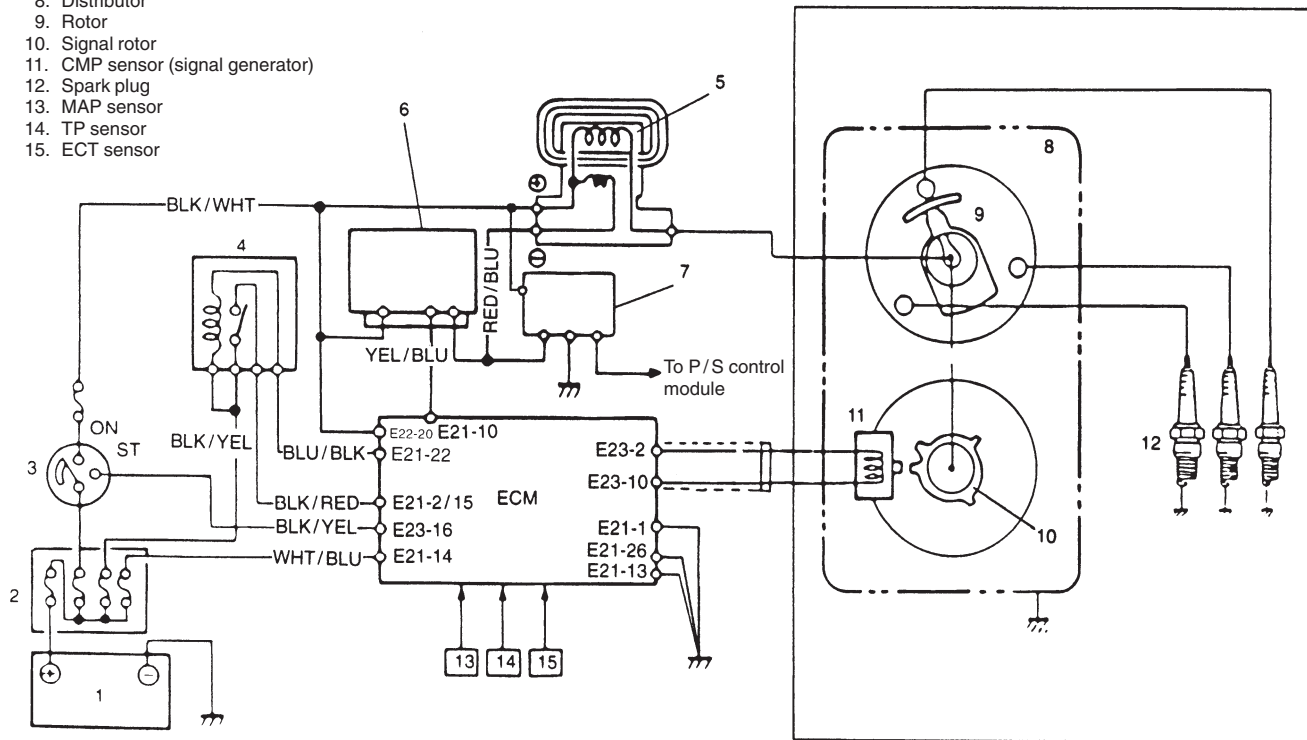 8. Distributor
9. Rotor
10. Signal rotor
11. CMP sensor (signal generator)
12. Spark plug
13. MAP sensor
14. TP sensor
15. ECT sensor
5
6
8
BLK/WHT
9
4
7
RED/BLU
YEL/BLU
To P/S control
module
11
ON
ST
BLK/YEL
E22-20 E21-10
E23-2
12
BLU/BLK
E21-22
3
E23-10
BLK/RED
E21-2/15
ECM
BLK/YEL
E23-16
E21-1
10
WHT/BLU
E21-14
E21-26
E21-13
2
13
14
15
1